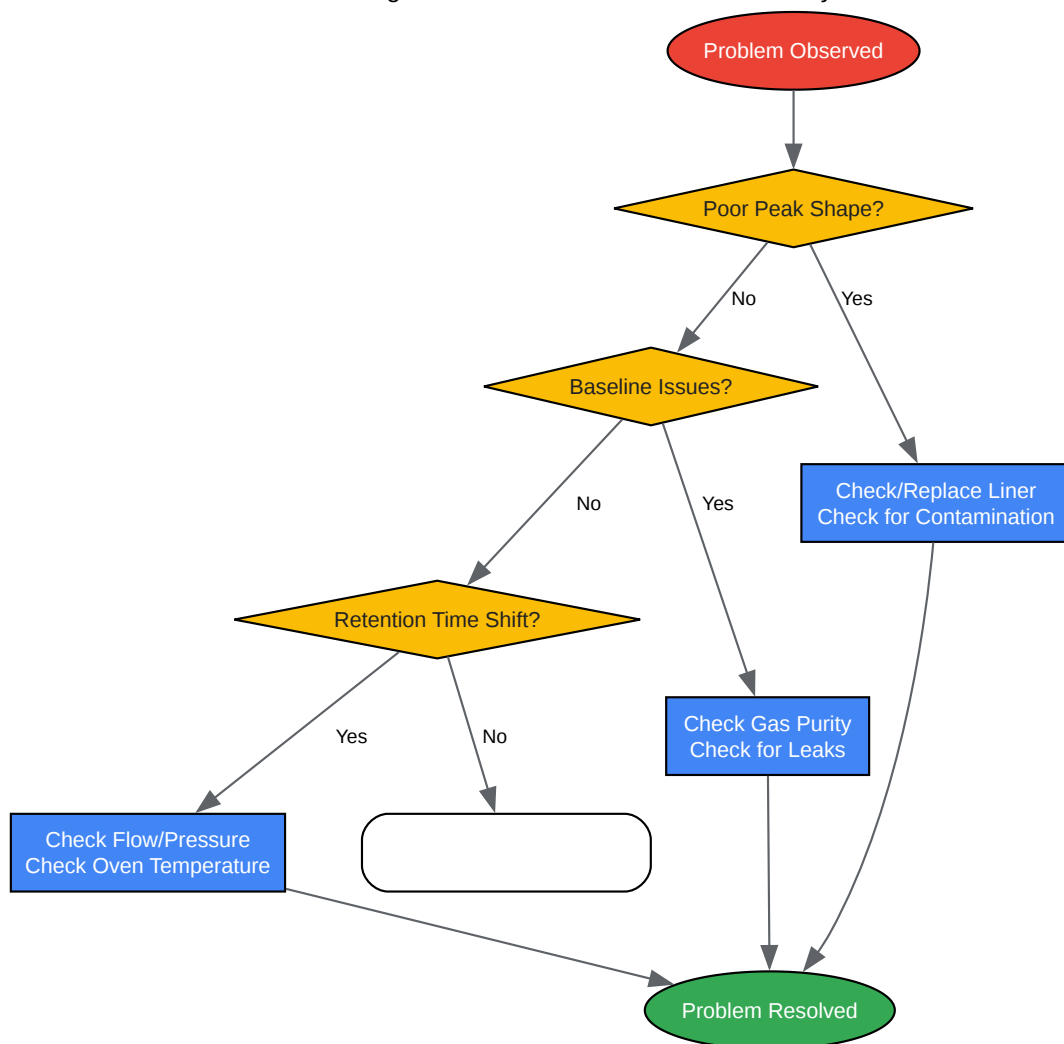 Problem Observed
Poor Peak Shape?
No
Yes
Baseline Issues?
Check/Replace Liner
Check for Contamination
No
Yes
Retention Time Shift?
Check Gas Purity
Check for Leaks
Yes
No
Check Flow/Pressure
Check Oven Temperature
Problem Resolved